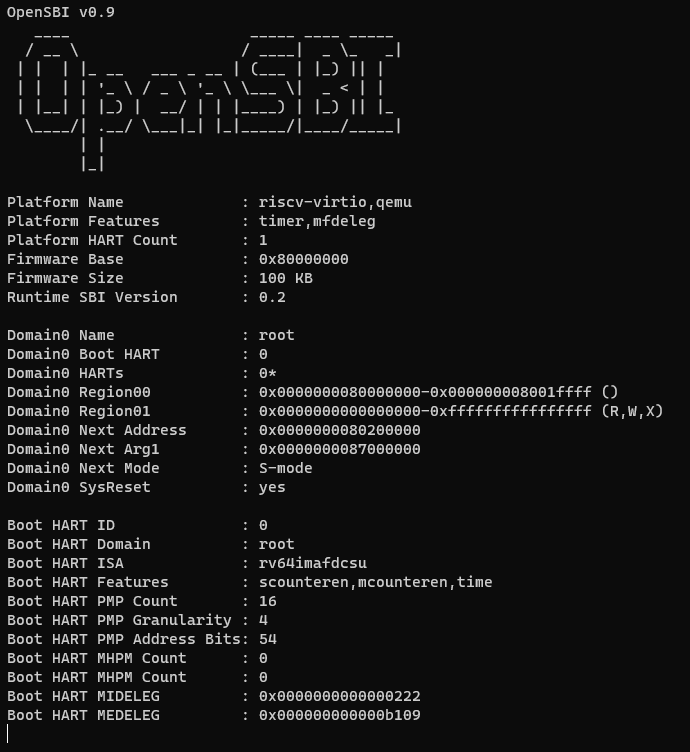 OpenSBI v0.9
   ____                    _____ ____ _____
  / __ \                  / ____|  _ \_   _|
 | |  | |_ __   ___ _ __ | (___ | |_) || |
 | |  | | '_ \ / _ \ '_ \ \___ \|  _ < | |
 | |__| | |_) |  __/ | | |____) | |_) || |_
  \____/| .__/ \___|_| |_|_____/|____/_____|
        | |
        |_|
Platform Name             : riscv-virtio,qemu
Platform Features         : timer,mfdeleg
Platform HART Count       : 1
Firmware Base             : 0x80000000
Firmware Size             : 100 KB
Runtime SBI Version       : 0.2
Domain0 Name              : root
Domain0 Boot HART         : 0
Domain0 HARTs             : 0*
Domain0 Region00          : 0x0000000080000000-0x000000008001ffff ()
Domain0 Region01          : 0x0000000000000000-0xffffffffffffffff (R,W,X)
Domain0 Next Address      : 0x0000000080200000
Domain0 Next Arg1         : 0x0000000087000000
Domain0 Next Mode         : S-mode
Domain0 SysReset          : yes
Boot HART ID              : 0
Boot HART Domain          : root
Boot HART ISA             : rv64imafdcsu
Boot HART Features        : scounteren,mcounteren,time
Boot HART PMP Count       : 16
Boot HART PMP Granularity : 4
Boot HART PMP Address Bits: 54
Boot HART MHPM Count      : 0
Boot HART MHPM Count      : 0
Boot HART MIDELEG         : 0x0000000000000222
Boot HART MEDELEG         : 0x000000000000b109